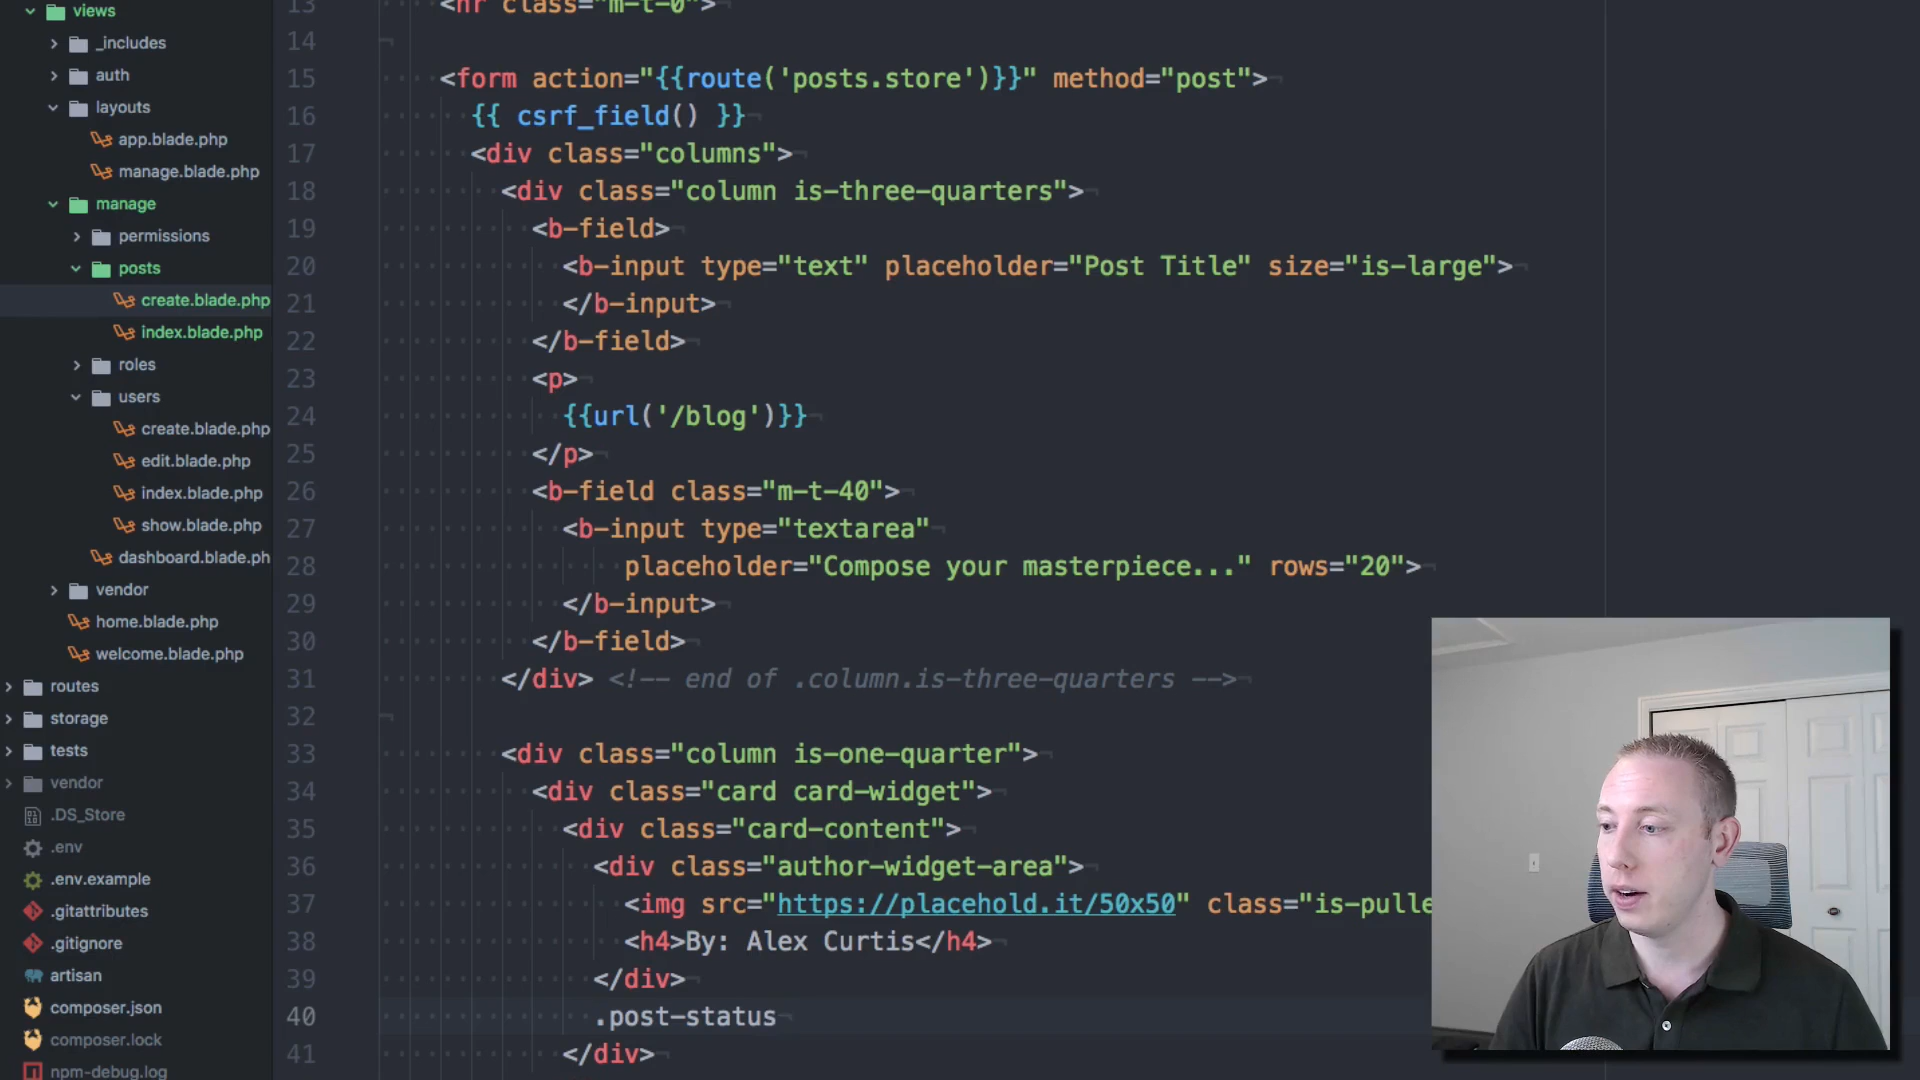 views
_includes
auth
layouts
app.blade.php
manage.blade.php
manage
permissions
posts
create.blade.php
index.blade.php
roles
users
create.blade.php
edit.blade.php
index.blade.php
show.blade.php
dashboard.blade.ph
vendor
home.blade.php
welcome.blade.php
routes
storage
tests
vendor
.DS_Store
.env
.env.example
.gitattributes
.gitignore
artisan
composer.json
composer.lock
npm-debug.log
13 <hr class="m-t-0">
14
15 <form action="{{route('posts.store')}}" method="post">
16 {{ csrf_field() }}
17 <div class="columns">
18 <div class="column is-three-quarters">
19 <b-field>
20 <b-input type="text" placeholder="Post Title" size="is-large">
21 </b-input>
22 </b-field>
23 <p>
24 {{url('/blog')}}
25 </p>
26 <b-field class="m-t-40">
27 <b-input type="textarea"
28 placeholder="Compose your masterpiece..." rows="20">
29 </b-input>
30 </b-field>
31 </div> <!-- end of .column.is-three-quarters -->
32
33 <div class="column is-one-quarter">
34 <div class="card card-widget">
35 <div class="card-content">
36 <div class="author-widget-area">
37 <img src="https://placehold.it/50x50" class="is-pulle
38 <h4>By: Alex Curtis</h4>
39 </div>
40 .post-status
41 </div>